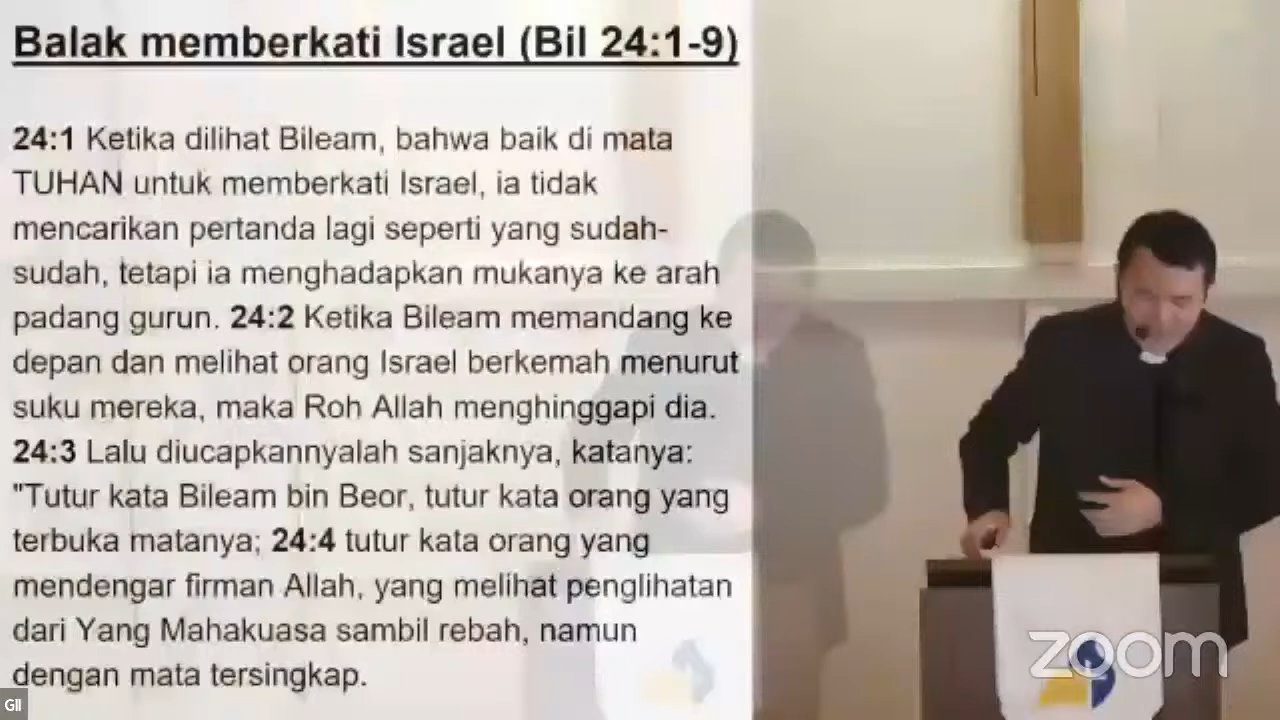 Balak memberkati Israel (Bil 24:1-9)
24:1 Ketika dilihat Bileam, bahwa baik di mata
TUHAN untuk memberkati Israel, ia tidak
mencarikan pertanda lagi seperti yang sudah-
sudah, tetapi ia menghadapkan mukanya ke arah
padang gurun. 24:2 Ketika Bileam memandang ke
depan dan melihat orang Israel berkemah menurut
suku mereka, maka Roh Allah menghinggapi dia.
24:3 Lalu diucapkannyalah sanjaknya, katanya:
"Tutur kata Bileam bin Beor, tutur kata orang yang
terbuka matanya; 24:4 tutur kata orang yang
mendengar firman Allah, yang melihat penglihatan
dari Yang Mahakuasa sambil rebah, namun
dengan mata tersingkap.
zoom
GII